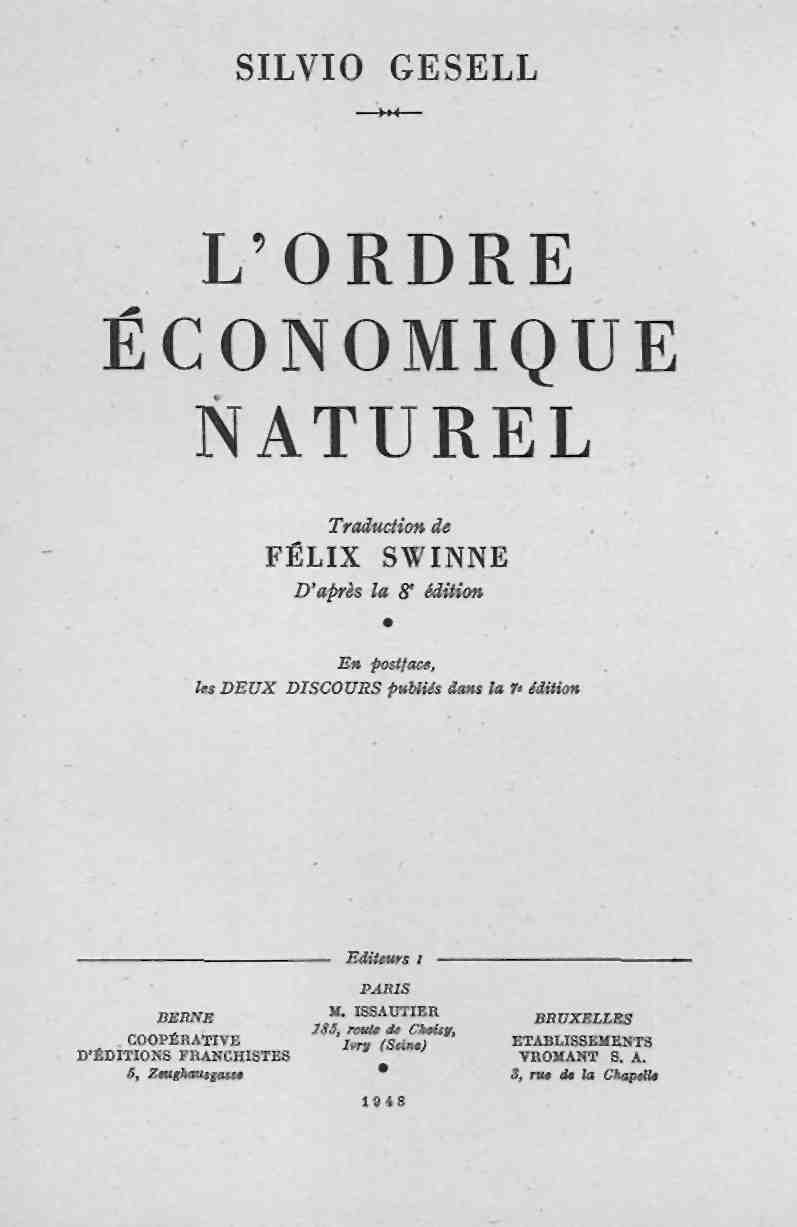 SILVIO GESELL
L'ORDRE
ÉCONOMIQUE
NATUREL
Traduction de
FÉLIX SWINNE
D'après la 8e édition
En postface,
les DEUX DISCOURS publiés dans la 7e édition
Editeurs :
PARIS
M. ISSAUTIER
185, route de Choisy,
Ivry (Seine)
BERNE
COOPÉRATIVE
D'ÉDITIONS FRANCHISTES
5, Zeughausgasse
BRUXELLES
ETABLISSEMENTS
VROMANT S. A.
3, rue de la Chapelle
1948